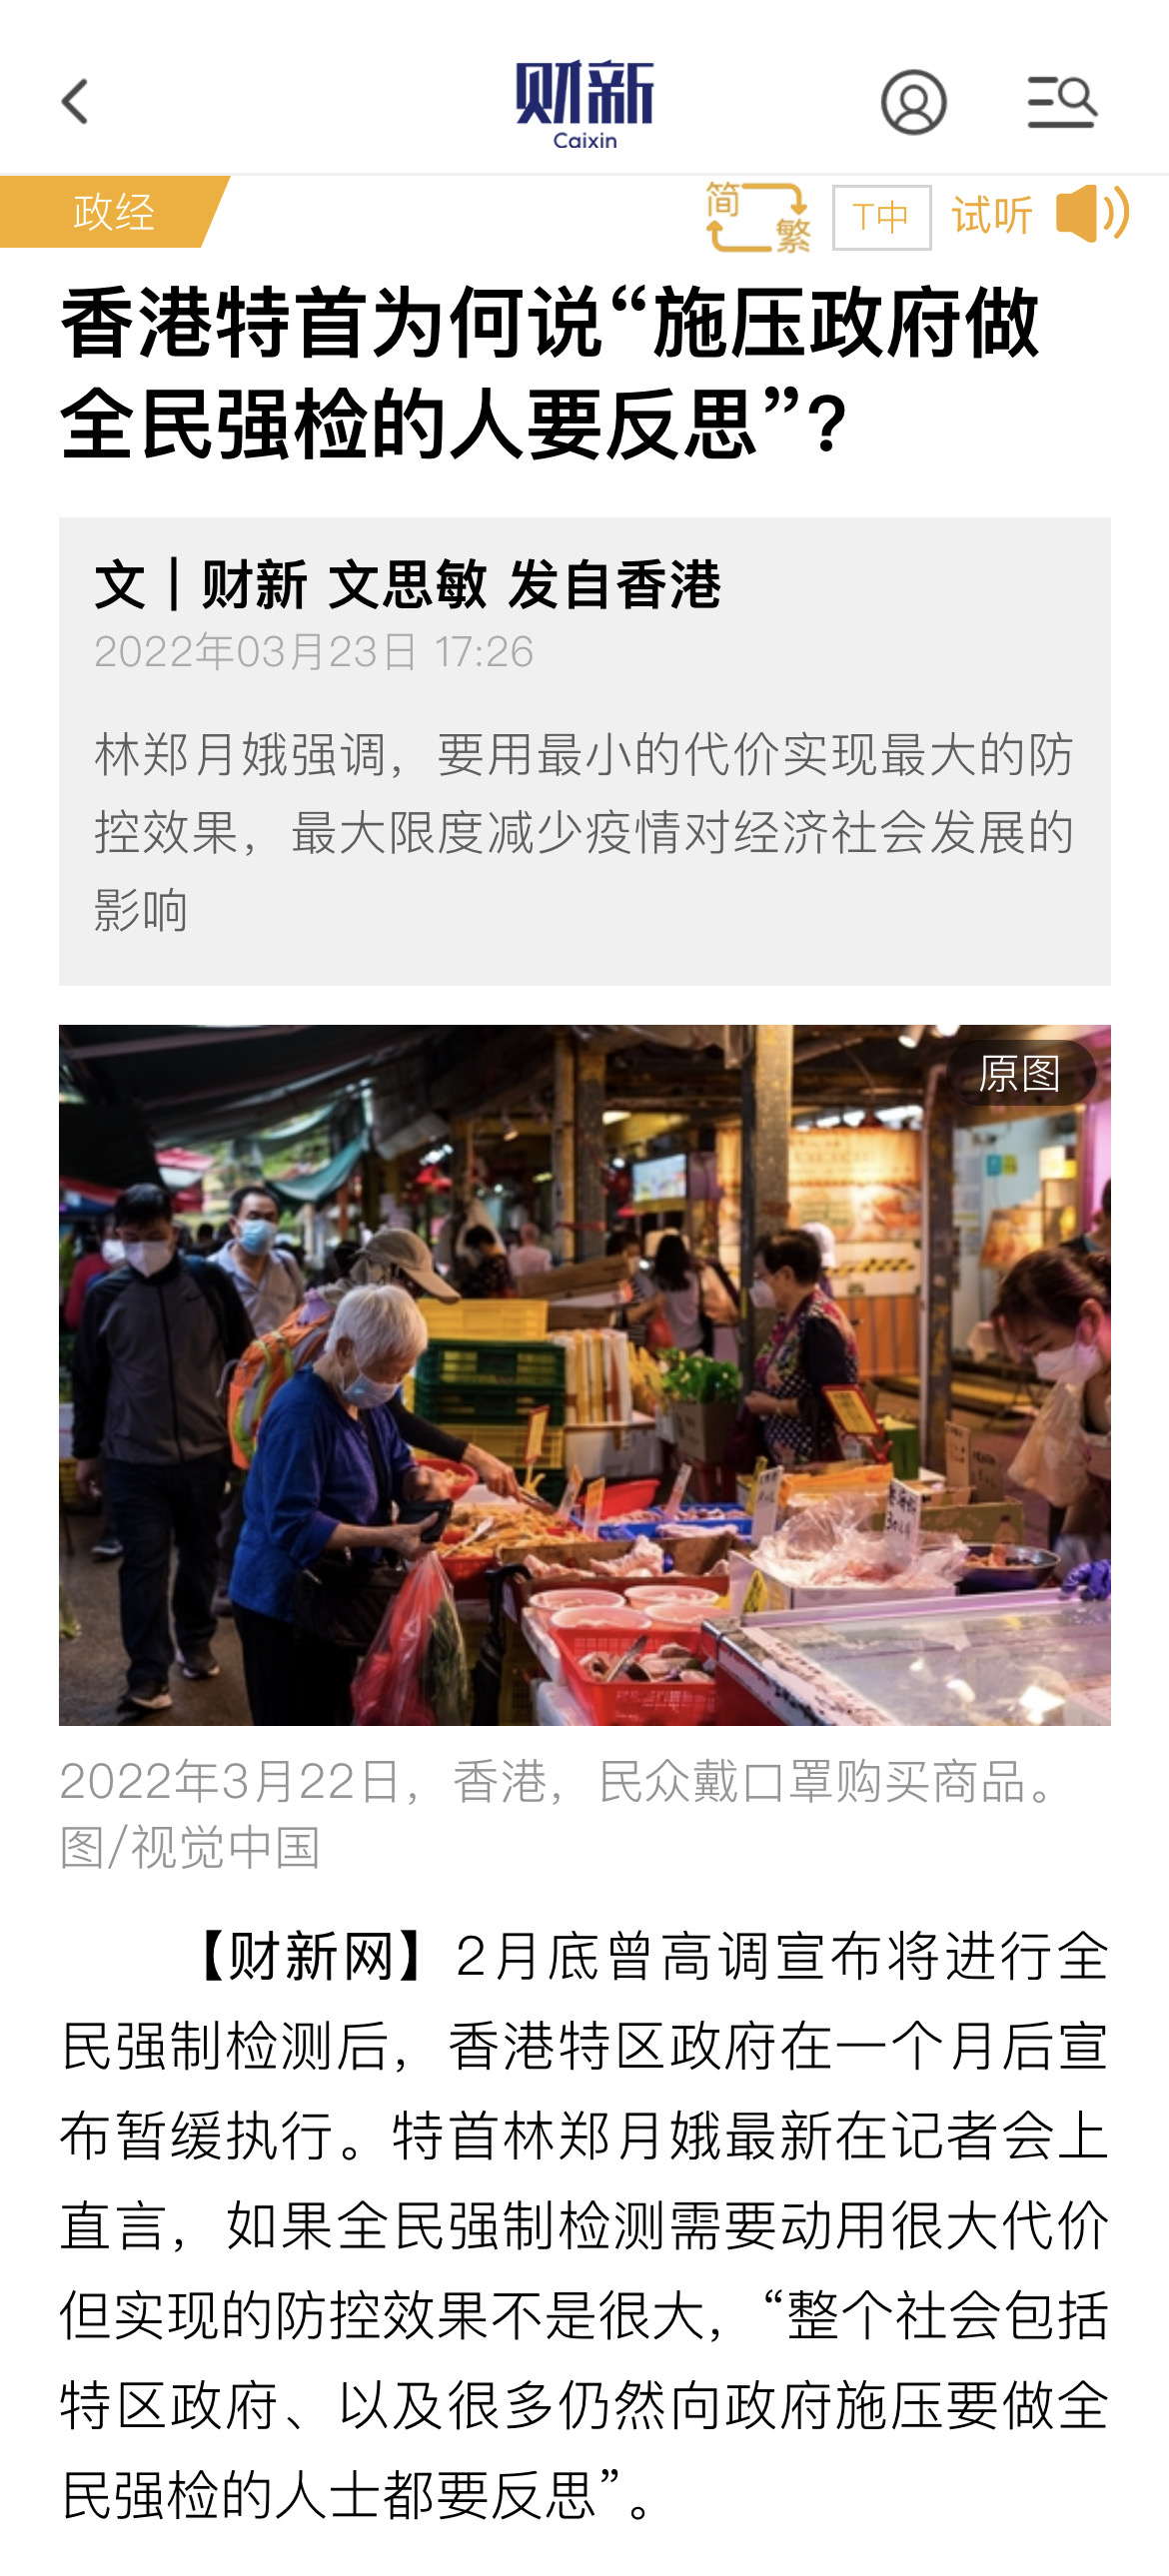 财新
Caixin
政经
简
繁
T中
试听
香港特首为何说“施压政府做
全民强检的人要反思”？
文｜财新 文思敏 发自香港
2022年03月23日 17:26
林郑月娥强调，要用最小的代价实现最大的防
控效果，最大限度减少疫情对经济社会发展的
影响
原图
2022年3月22日，香港，民众戴口罩购买商品。
图/视觉中国
【财新网】2月底曾高调宣布将进行全
民强制检测后，香港特区政府在一个月后宣
布暂缓执行。特首林郑月娥最新在记者会上
直言，如果全民强制检测需要动用很大代价
但实现的防控效果不是很大，“整个社会包括
特区政府、以及很多仍然向政府施压要做全
民强检的人士都要反思”。